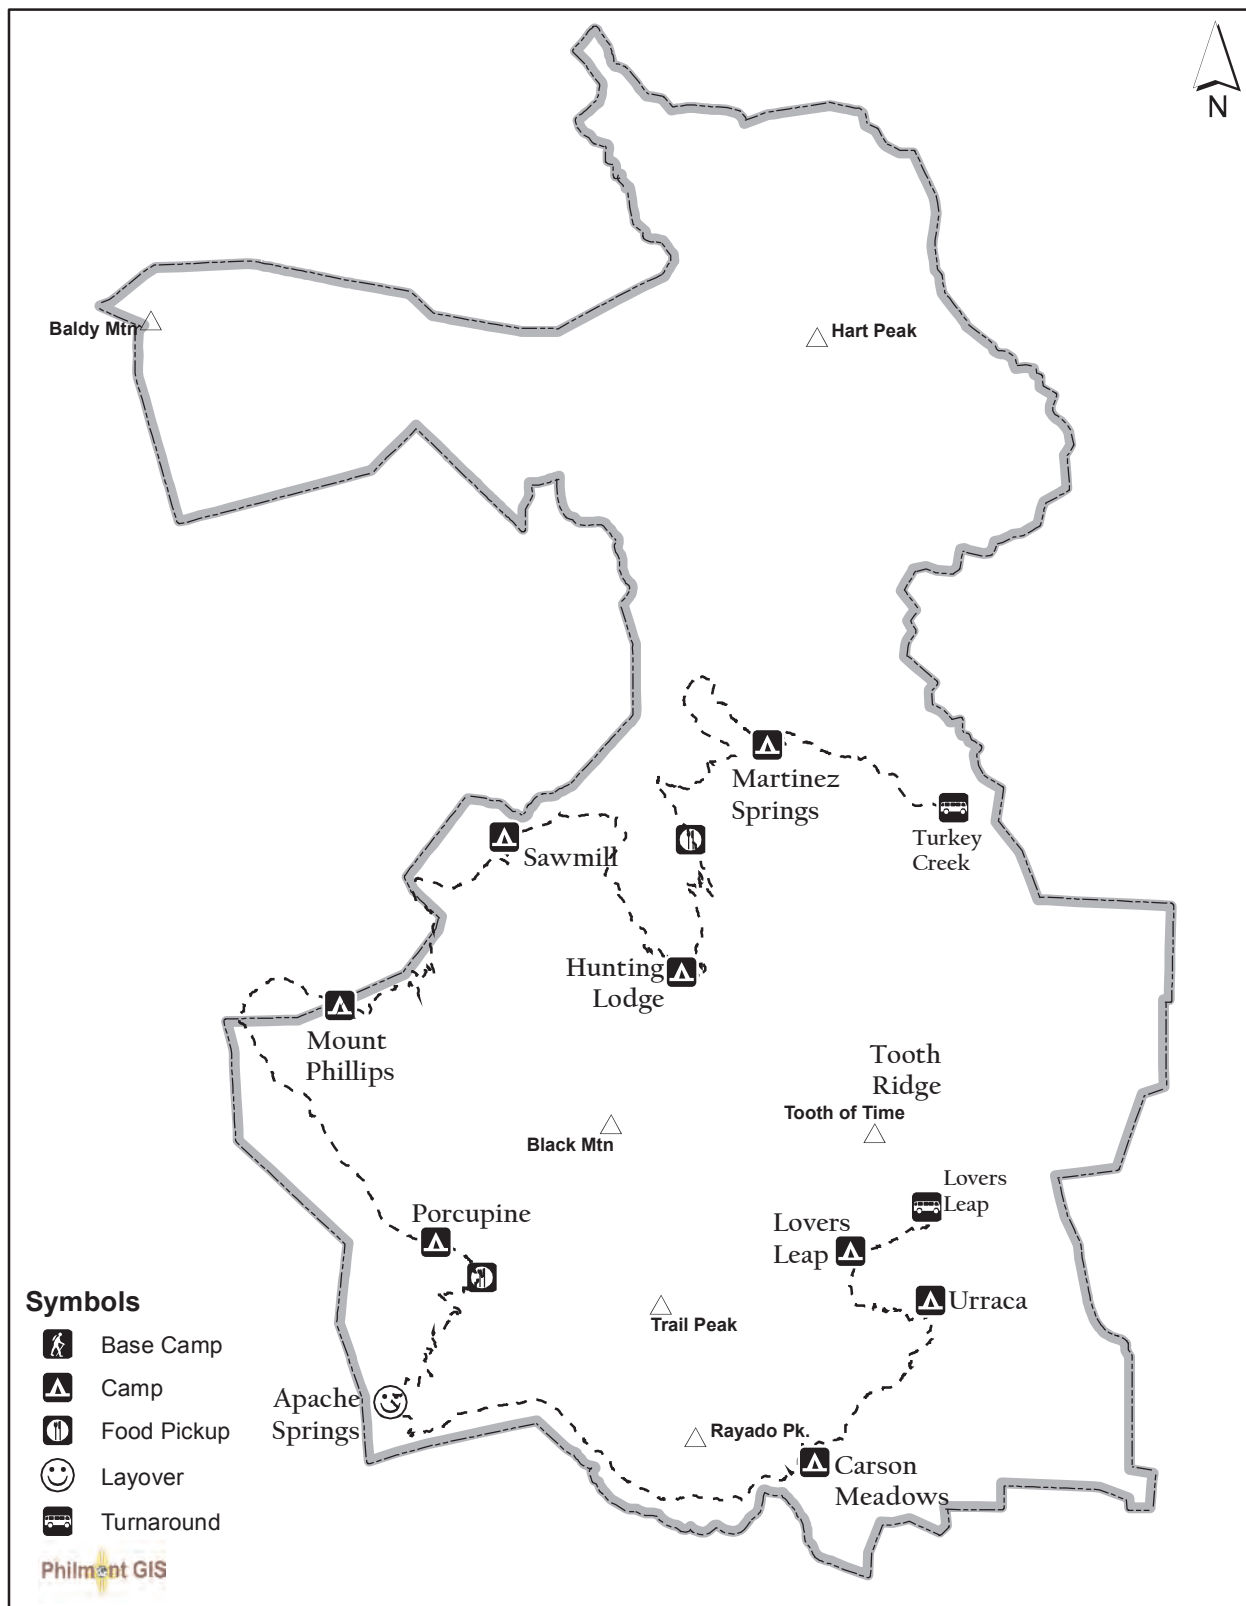 N
Baldy Mtn
Hart Peak
Martinez
Springs
Turkey
Creek
Sawmill
Hunting
Lodge
Mount
Phillips
Tooth
Ridge
Tooth of Time
Black Mtn
Lovers
Leap
Porcupine
Lovers
Leap
Urraca
Trail Peak
Symbols
Base Camp
Camp
Food Pickup
Layover
Turnaround
Apache
Springs
Rayado Pk.
Carson
Meadows
Philmont GIS